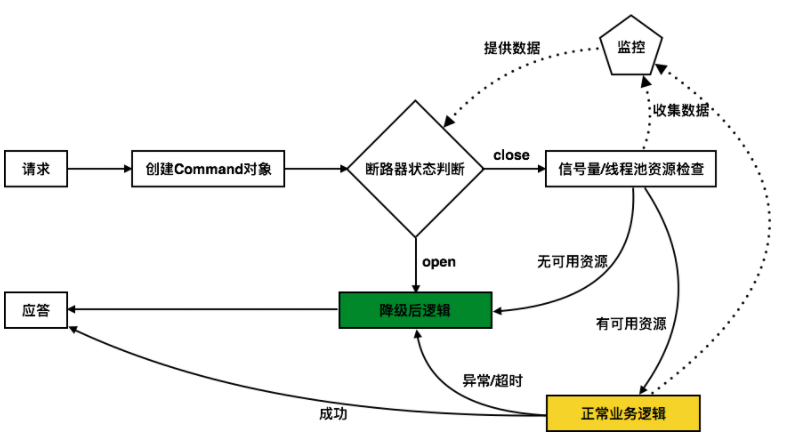 监控
提供数据
收集数据
请求
创建Command对象
断路器状态判断
close
信号量/线程池资源检查
open
无可用资源
应答
降级后逻辑
有可用资源
异常/超时
成功
正常业务逻辑